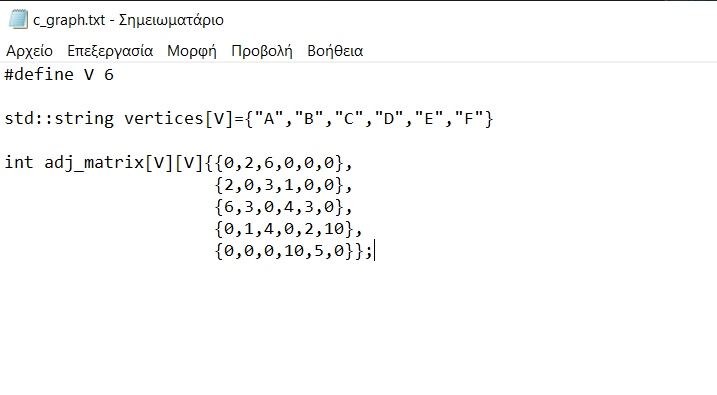 c_graph.txt - Σημειωματάριο
Αρχείο Επεξεργασία Μορφή Προβολή Βοήθεια
#define V 6
std::string vertices[V]={"A","B","C","D","E","F"}
int adj_matrix[V][V]{{0,2,6,0,0,0},
{2,0,3,1,0,0},
{6,3,0,4,3,0},
{0,1,4,0,2,10},
{0,0,0,10,5,0}};